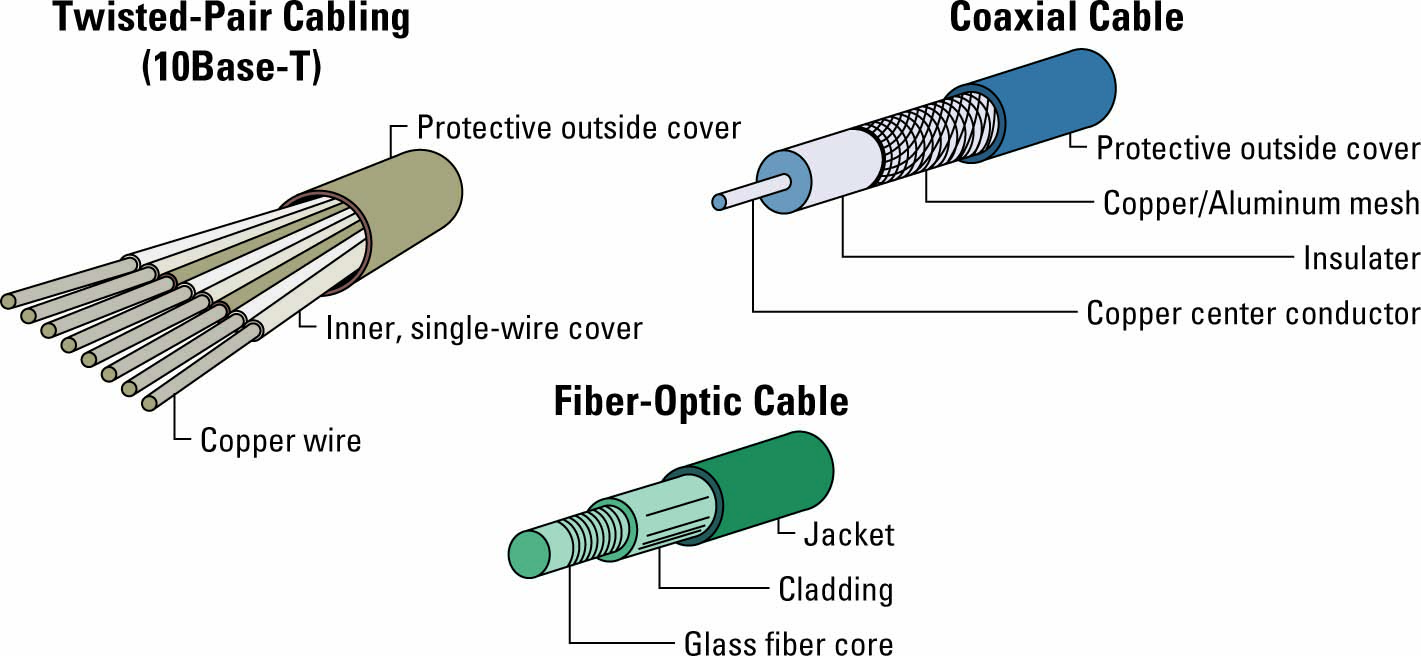 Twisted-Pair Cabling
(10Base-T)
Protective outside cover
Inner, single-wire cover
Copper wire
Coaxial Cable
Protective outside cover
Copper/Aluminum mesh
Insulater
Copper center conductor
Fiber-Optic Cable
Jacket
Cladding
Glass fiber core